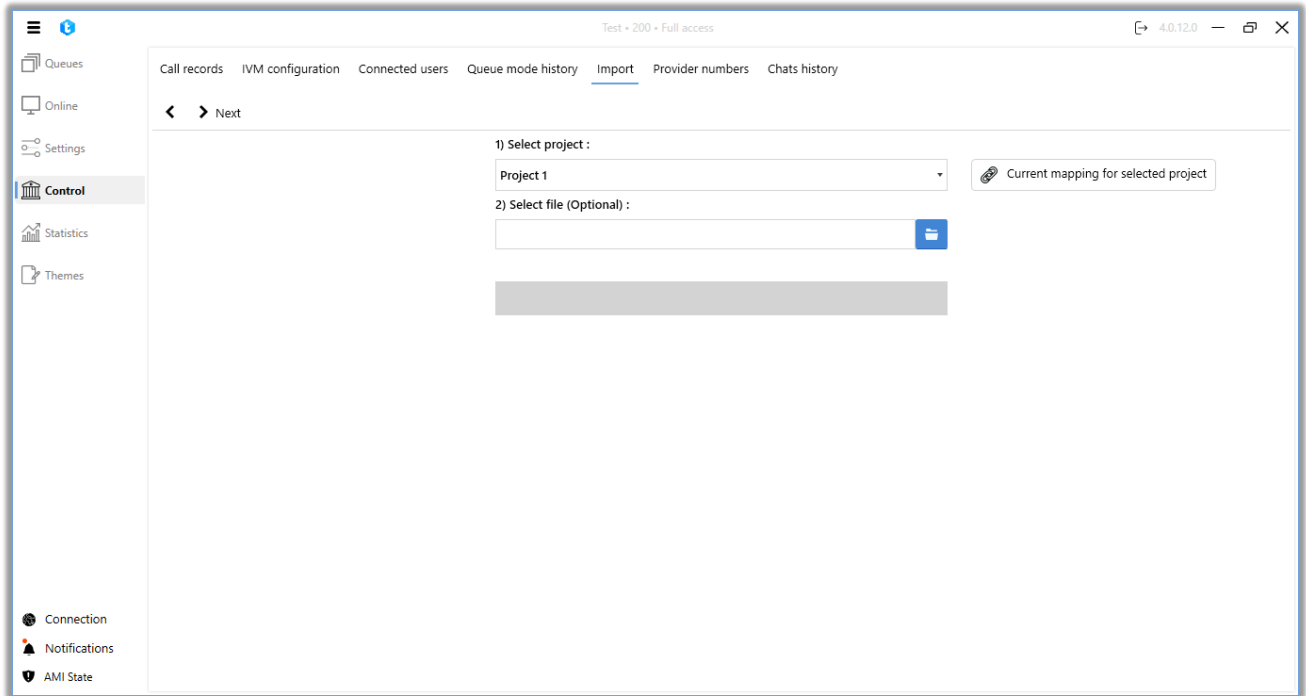 Test • 200 • Full access
4.0.12.0
Queues
Online
Settings
Control
Statistics
Themes
Call records IVM configuration Connected users Queue mode history Import Provider numbers Chats history
Next
1) Select project :
Project 1
Current mapping for selected project
2) Select file (Optional) :
Connection
Notifications
AMI State